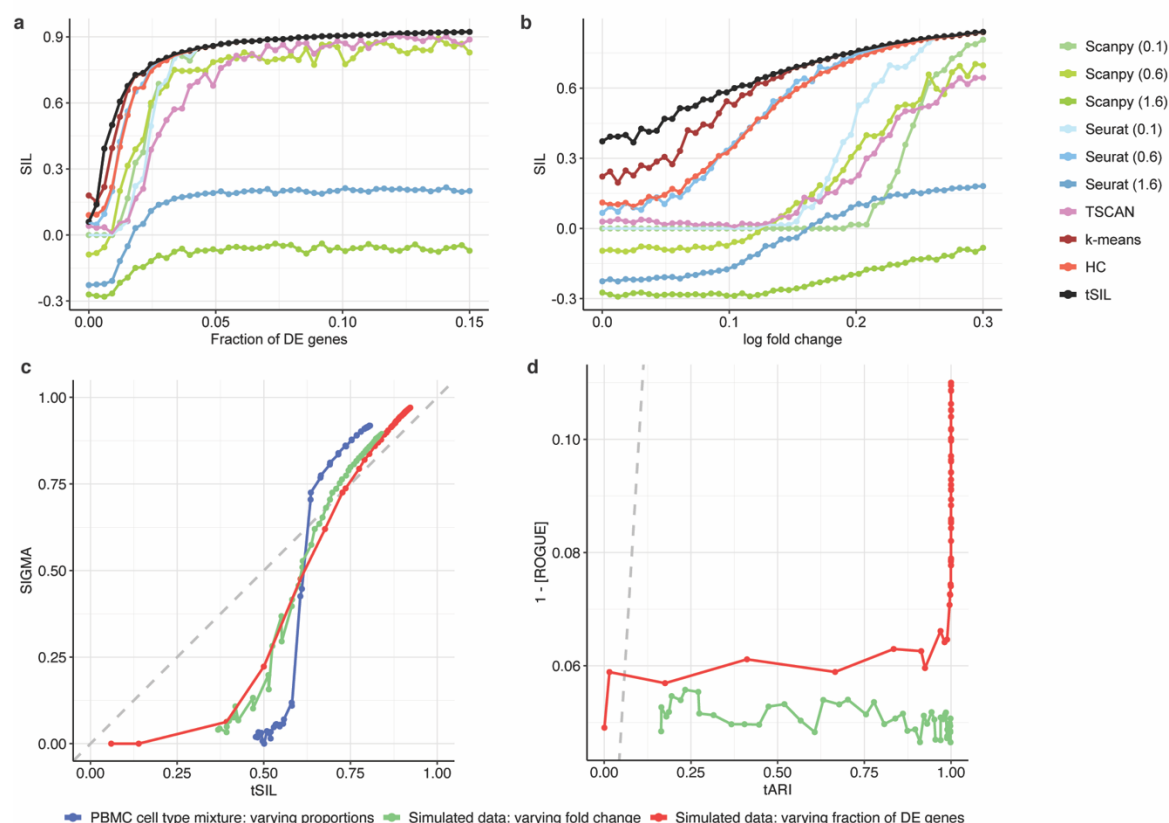 a
SIL
0.9
0.6
0.3
0.0
-0.3
0.00
0.05
0.10
0.15
Fraction of DE genes
b
SIL
0.6
0.3
0.0
-0.3
0.0
0.1
0.2
0.3
log fold change
Scanpy (0.1)
Scanpy (0.6)
Scanpy (1.6)
Seurat (0.1)
Seurat (0.6)
Seurat (1.6)
TSCAN
k-means
HC
tSIL
c
SIGMA
1.00
0.75
0.50
0.25
0.00
0.00
0.25
0.50
0.75
1.00
tSIL
d
1 - [ROGUE]
0.10
0.08
0.06
0.00
0.25
0.50
0.75
1.00
tARI
PBMC cell type mixture: varying proportions
Simulated data: varying fold change
Simulated data: varying fraction of DE genes